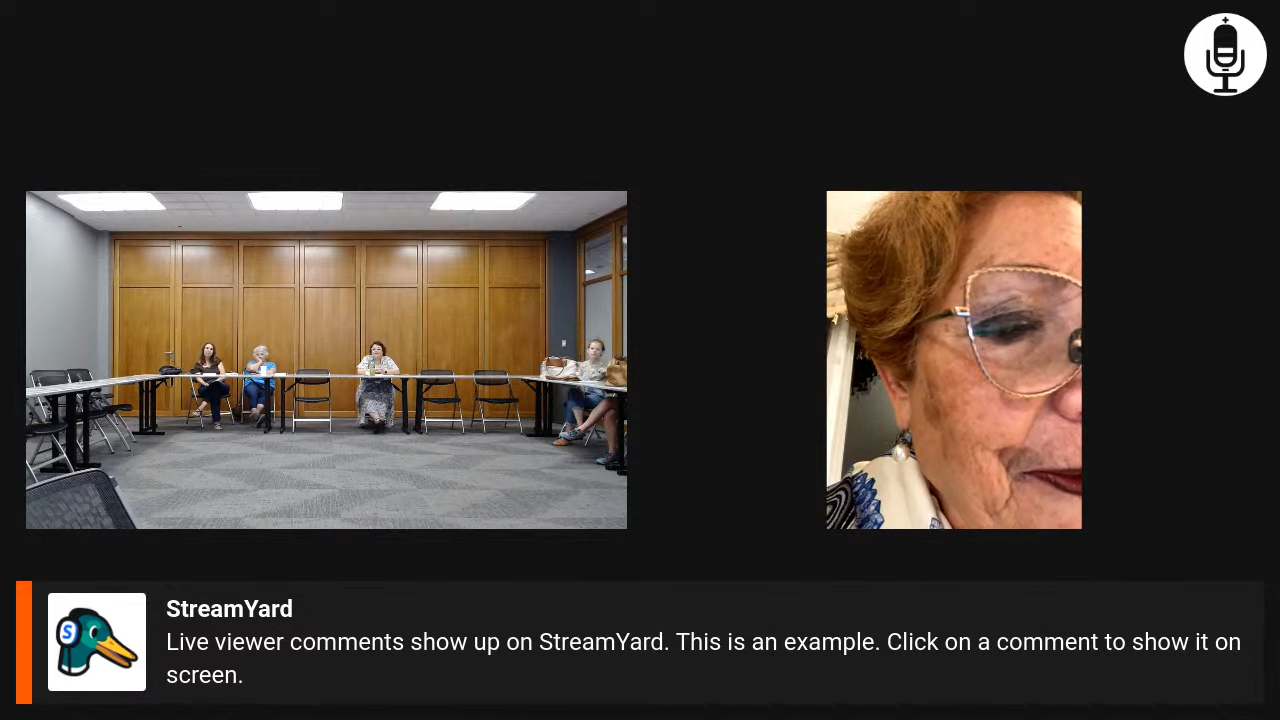 S
StreamYard
Live viewer comments show up on StreamYard. This is an example. Click on a comment to show it on
screen.